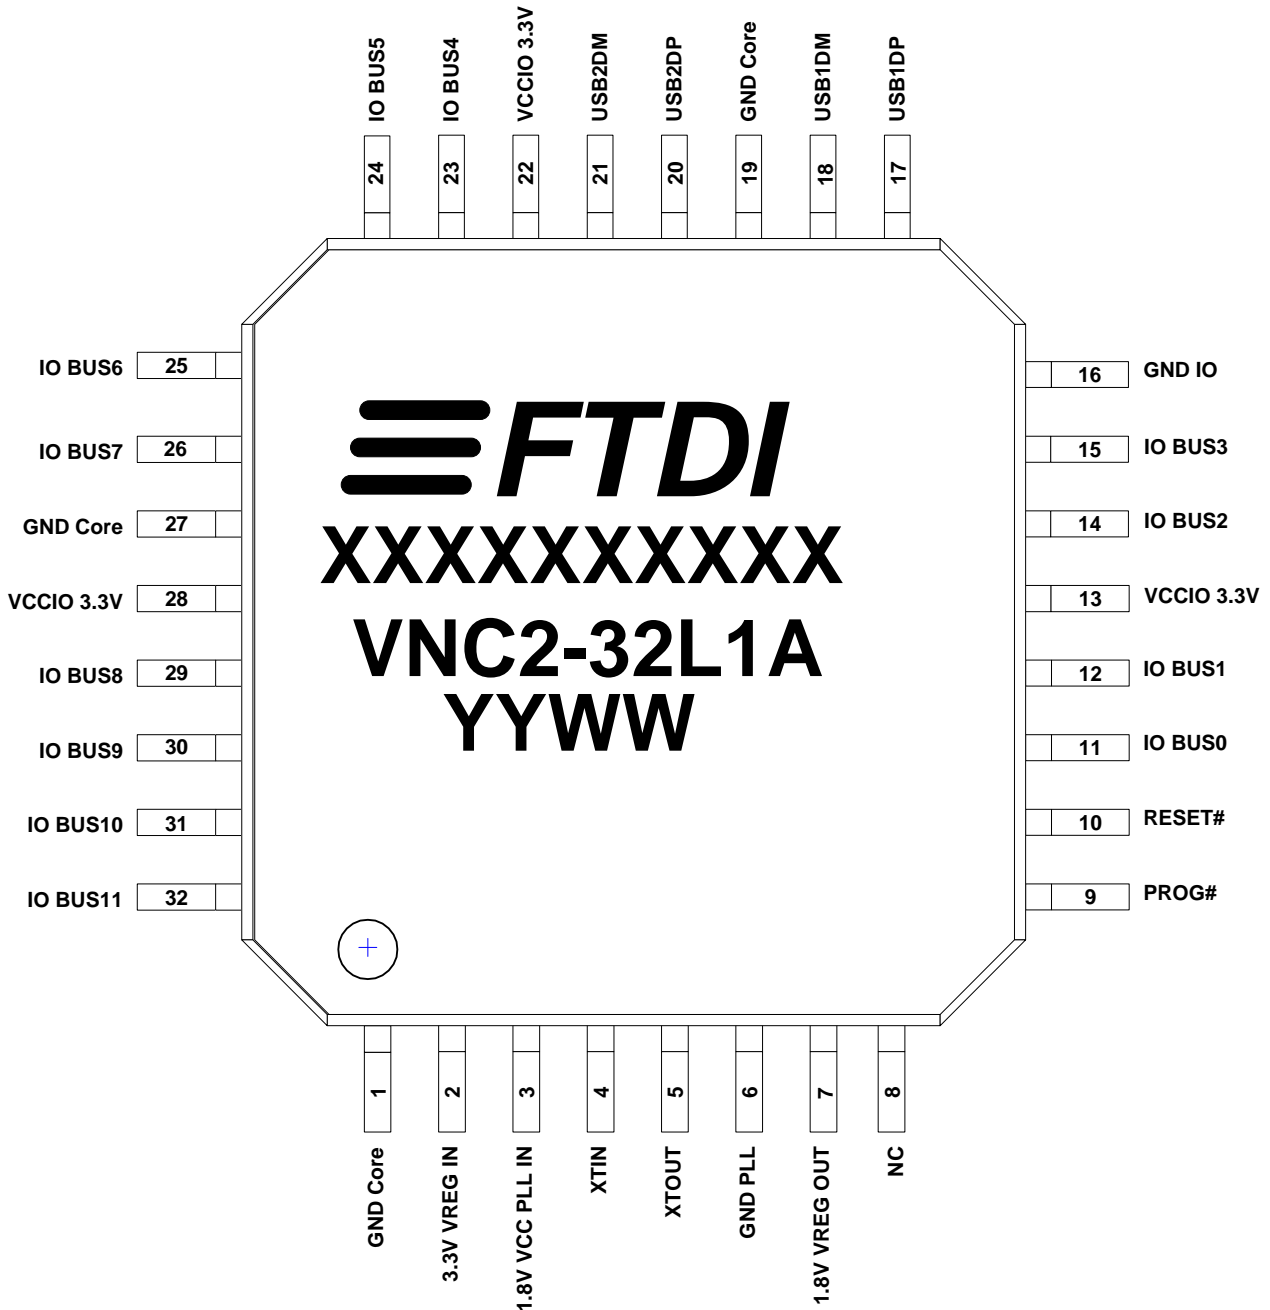 IO BUS5
IO BUS4
VCCIO 3.3V
USB2DM
USB2DP
GND Core
USB1DM
USB1DP
24
23
22
21
20
19
18
17
IO BUS6 25
IO BUS7 26
GND Core 27
VCCIO 3.3V 28
IO BUS8 29
IO BUS9 30
IO BUS10 31
IO BUS11 32
FTDI
XXXXXXXXXX
VNC2-32L1A
YYWW
16 GND IO
15 IO BUS3
14 IO BUS2
13 VCCIO 3.3V
12 IO BUS1
11 IO BUS0
10 RESET#
9 PROG#
1
2
3
4
5
6
7
8
GND Core
3.3V VREG IN
1.8V VCC PLL IN
XTIN
XTOUT
GND PLL
1.8V VREG OUT
NC